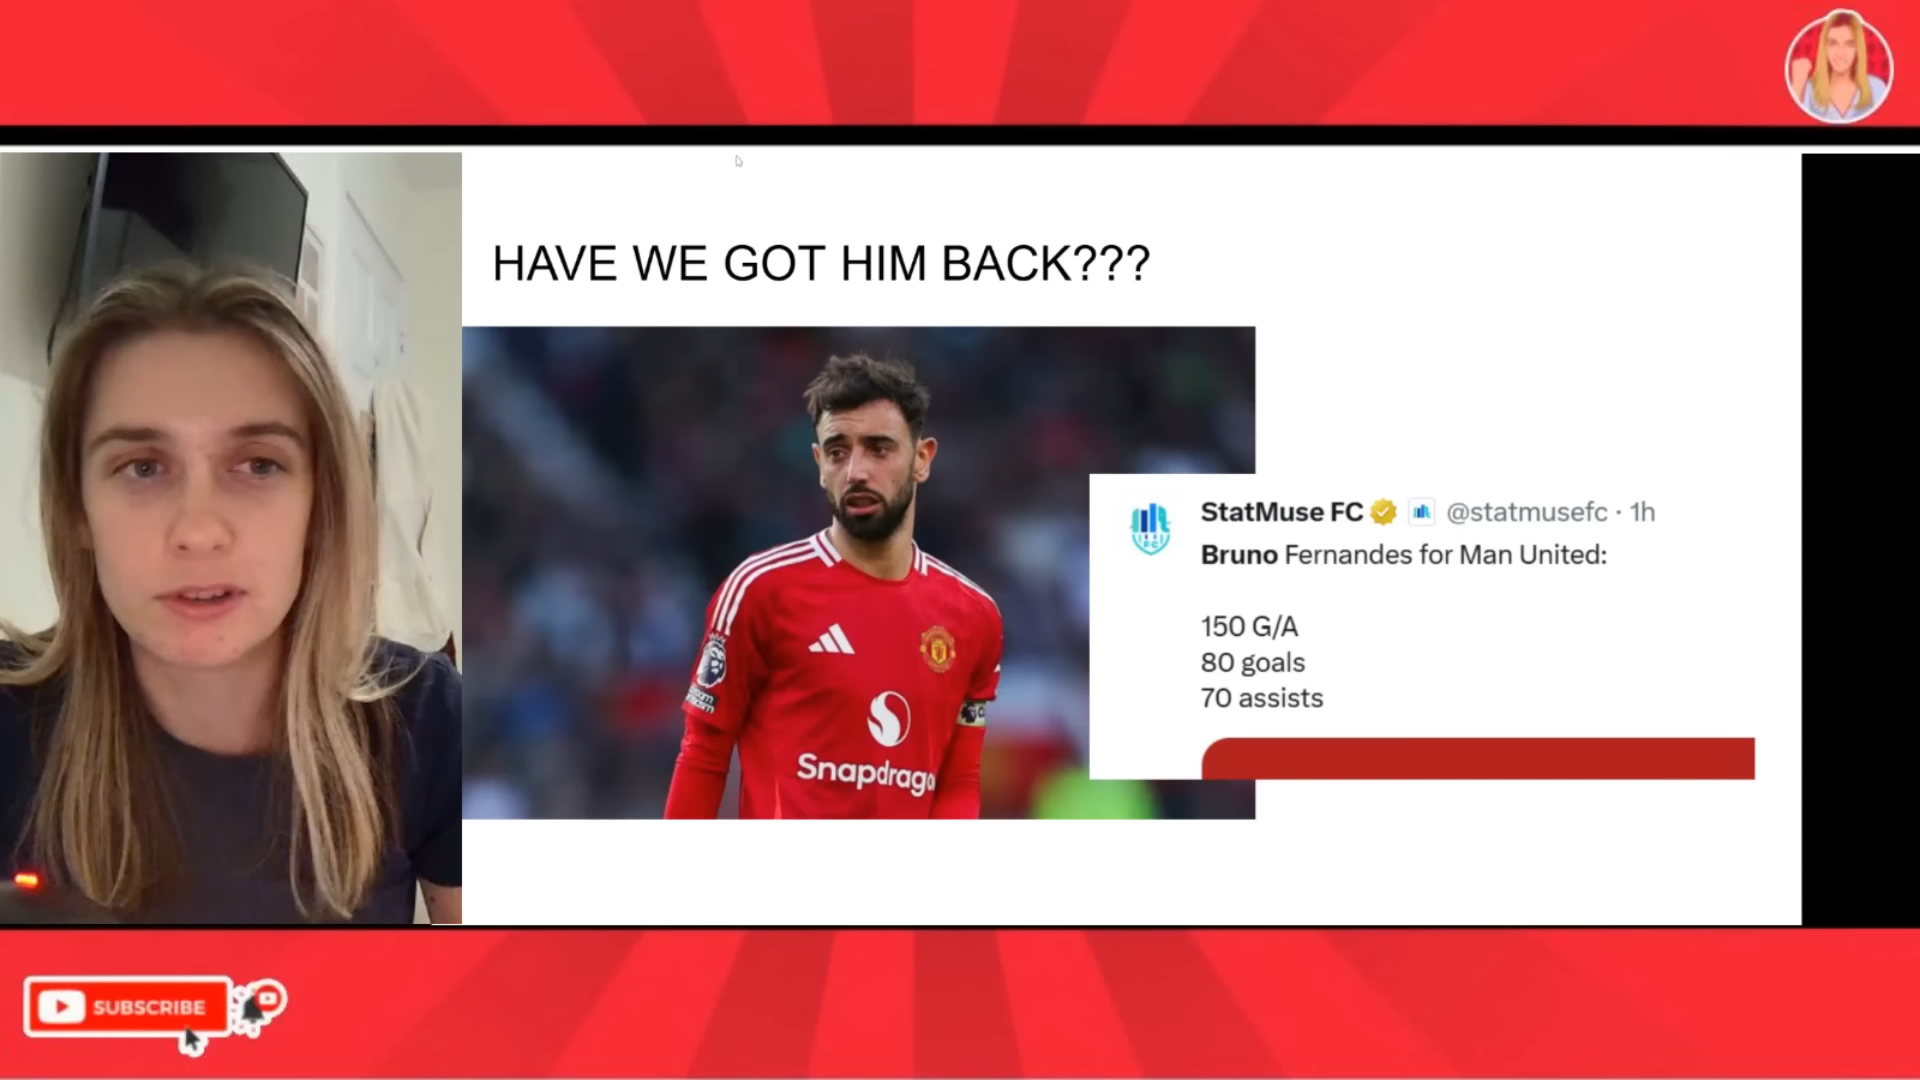 HAVE WE GOT HIM BACK???
StatMuse FC @statmusefc · 1h
Bruno Fernandes for Man United:
150 G/A
80 goals
70 assists
Snapdrago
SUBSCRIBE